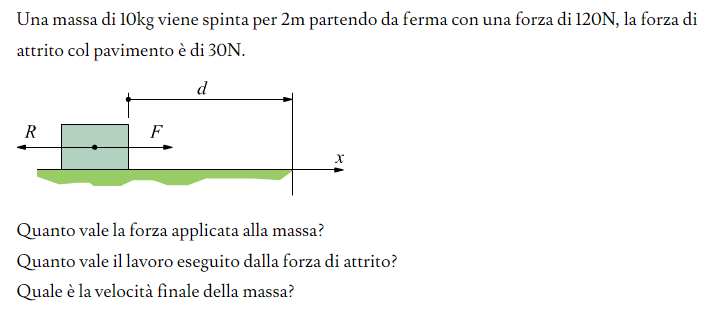 Una massa di 10kg viene spinta per 2m partendo da ferma con una forza di 120N, la forza di
attrito col pavimento è di 30N.
d
R
F
x
Quanto vale la forza applicata alla massa?
Quanto vale il lavoro eseguito dalla forza di attrito?
Quale è la velocità finale della massa?